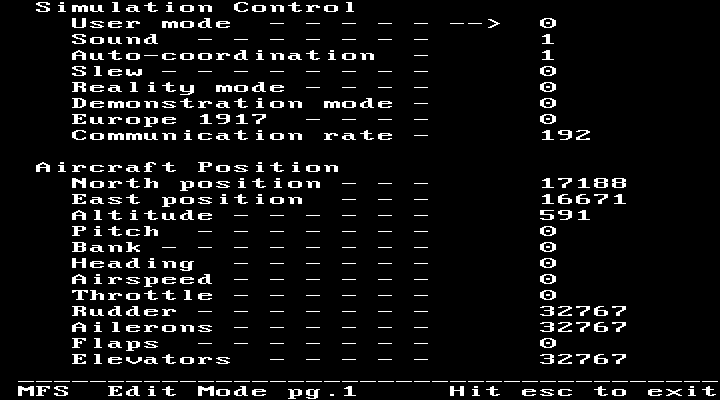 Simulation Control
User mode - - - - - --> 0
Sound - - - - - - - 1
Auto-coordination - 1
Slew - - - - - - - - 0
Reality mode - - - - 0
Demonstration mode - 0
Europe 1917 - - - - 0
Communication rate - 192
Aircraft Position
North position - - - 17188
East position - - - 16671
Altitude - - - - - - 591
Pitch - - - - - - - 0
Bank - - - - - - - - 0
Heading - - - - - - 0
Airspeed - - - - - - 0
Throttle - - - - - - 0
Rudder - - - - - - - 32767
Ailerons - - - - - - 32767
Flaps - - - - - - - 0
Elevators - - - - - 32767
MFS Edit Mode pg.1 Hit esc to exit